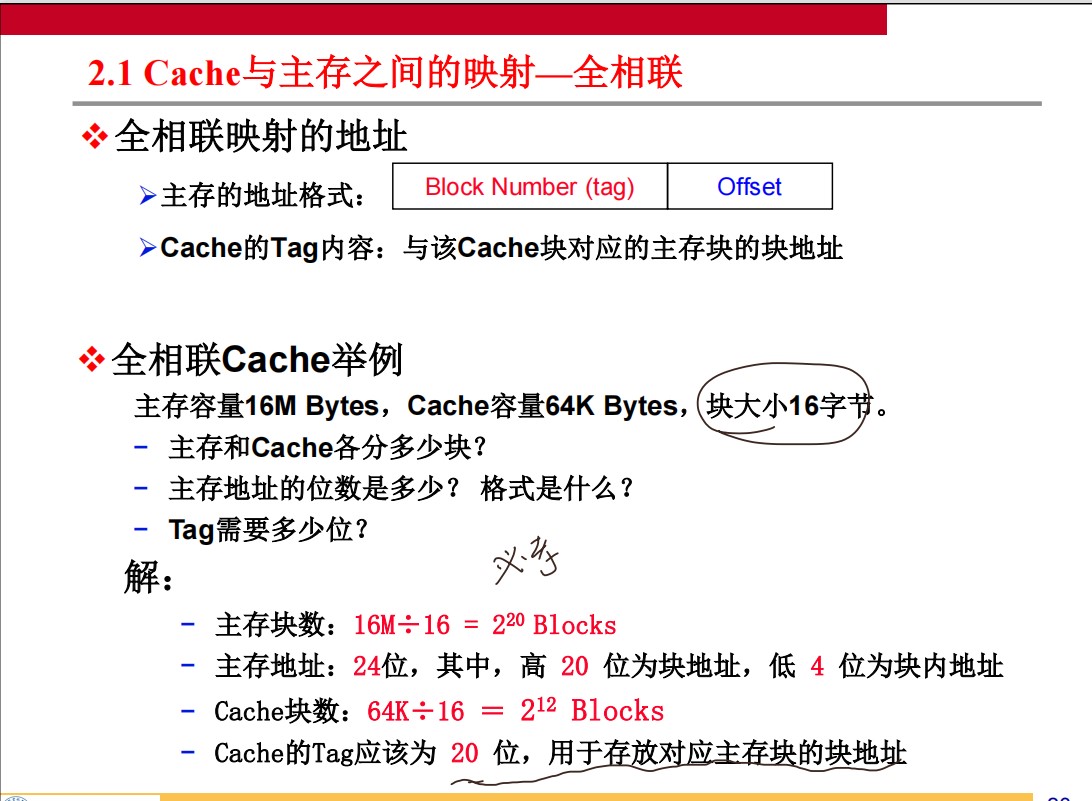 2.1 Cache与主存之间的映射—全相联
❖全相联映射的地址
➢主存的地址格式：
Block Number (tag) Offset
➢Cache的Tag内容：与该Cache块对应的主存块的块地址
❖全相联Cache举例
主存容量16M Bytes，Cache容量64K Bytes，块大小16字节。
– 主存和Cache各分多少块？
– 主存地址的位数是多少？ 格式是什么？
– Tag需要多少位？
必考
解：
– 主存块数：16M÷16 = 2²⁰ Blocks
– 主存地址：24位，其中，高 20 位为块地址，低 4 位为块内地址
– Cache块数：64K÷16 ＝ 2¹² Blocks
– Cache的Tag应该为 20 位，用于存放对应主存块的块地址